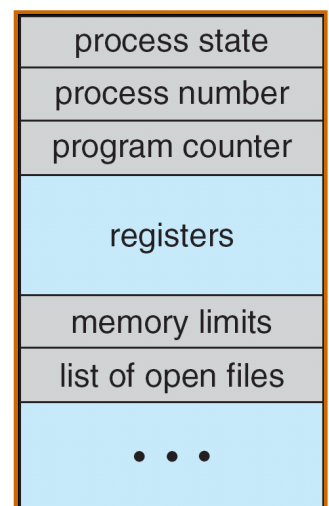 process state
process number
program counter
registers
memory limits
list of open files
• • •